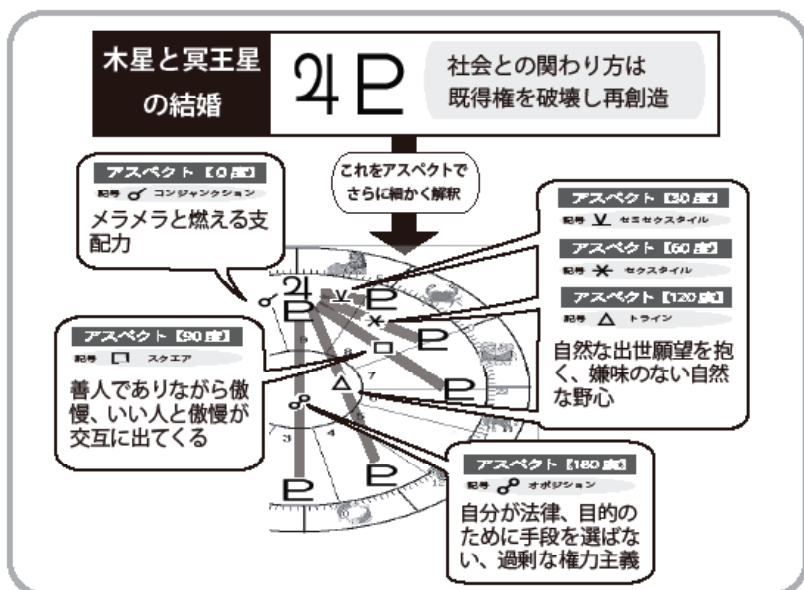 木星と冥王星
の結婚
♃♇
社会との関わり方は
既得権を破壊し再創造
これをアスペクトで
さらに細かく解釈
アスペクト【0度】
記号 ☌ コンジャンクション
メラメラと燃える支
配力
アスペクト【30度】
記号 ⚺ セミセクスタイル
アスペクト【60度】
記号 ⚹ セクスタイル
アスペクト【120度】
記号 △ トライン
自然な出世願望を抱
く、嫌味のない自然
な野心
アスペクト【90度】
記号 □ スクエア
善人でありながら傲
慢、いい人と傲慢が
交互に出てくる
アスペクト【180度】
記号 ☍ オポジション
自分が法律、目的の
ために手段を選ばな
い、過剰な権力主義
9
8
7
6
3
4